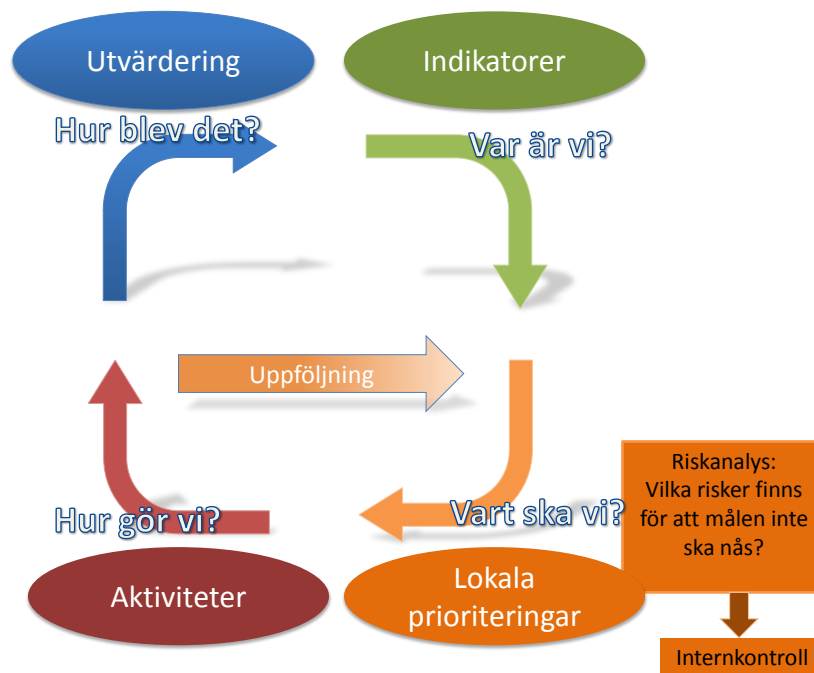 Utvärdering
Indikatorer
Hur blev det?
Var är vi?
Uppföljning
Hur gör vi?
Vart ska vi?
Riskanalys:
Vilka risker finns
för att målen inte
ska nås?
Aktiviteter
Lokala
prioriteringar
Internkontroll